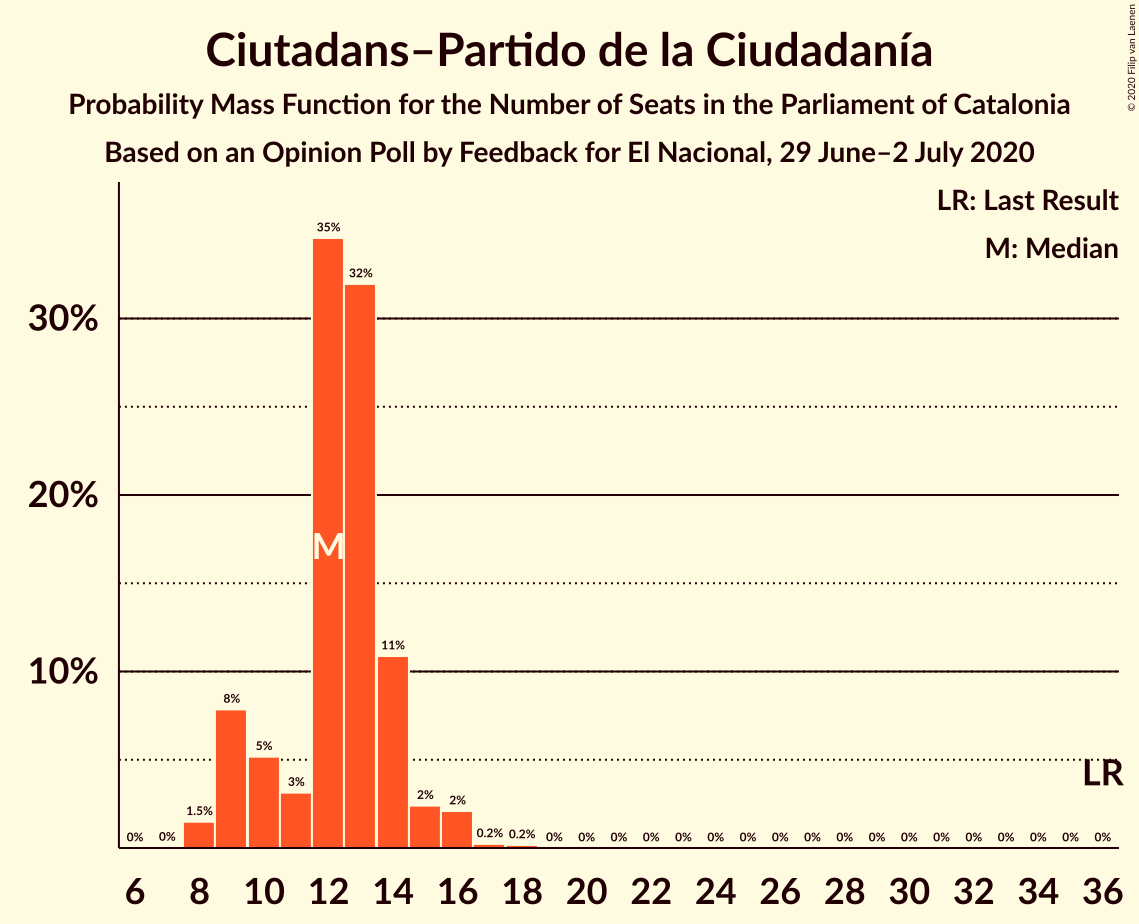 Ciutadans–Partido de la Ciudadanía
Probability Mass Function for the Number of Seats in the Parliament of Catalonia
Based on an Opinion Poll by Feedback for El Nacional, 29 June–2 July 2020
© 2020 Filip van Laenen
LR: Last Result
M: Median
30%
20%
10%
0% 0% 1.5% 8% 5% 3% 35% 32% 11% 2% 2% 0.2% 0.2% 0% 0% 0% 0% 0% 0% 0% 0% 0% 0% 0% 0% 0% 0% 0% 0% 0% 0%
M
LR
6 8 10 12 14 16 18 20 22 24 26 28 30 32 34 36